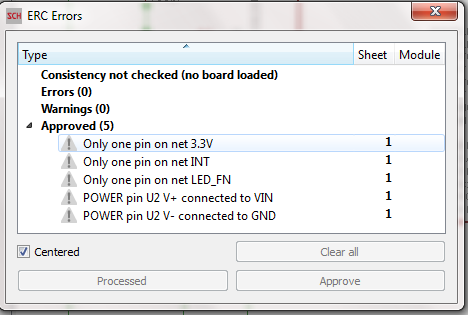 SCH ERC Errors
Type Sheet Module
Consistency not checked (no board loaded)
Errors (0)
Warnings (0)
Approved (5)
Only one pin on net 3.3V 1
Only one pin on net INT 1
Only one pin on net LED_FN 1
POWER pin U2 V+ connected to VIN 1
POWER pin U2 V- connected to GND 1
Centered Clear all
Processed Approve